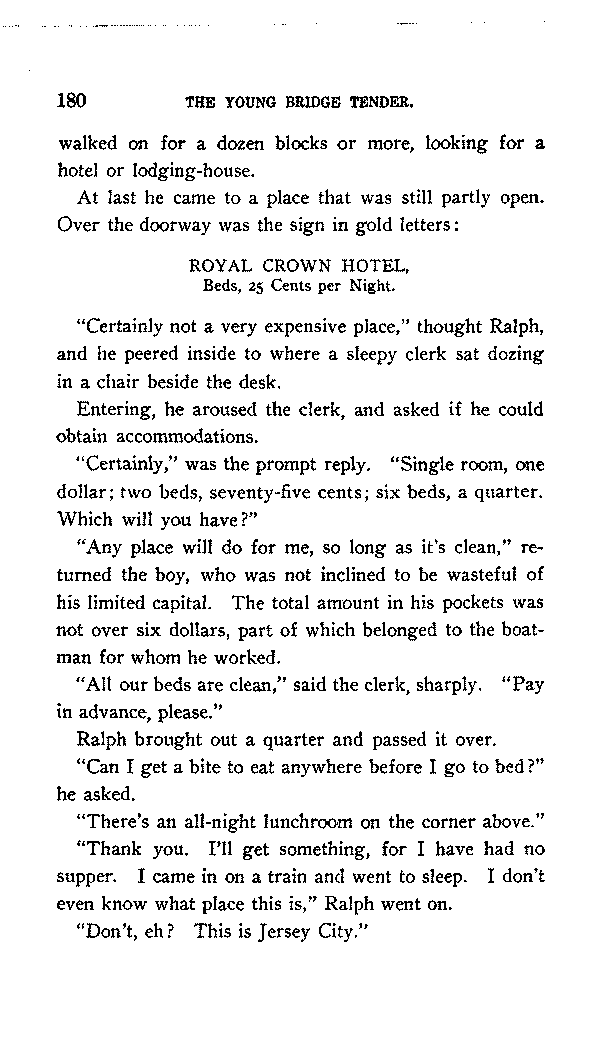 180 THE YOUNG BRIDGE TENDER.
walked on for a dozen blocks or more, looking for a
hotel or lodging-house.
At last he came to a place that was still partly open.
Over the doorway was the sign in gold letters:
ROYAL CROWN HOTEL,
Beds, 25 Cents per Night.
"Certainly not a very expensive place," thought Ralph,
and he peered inside to where a sleepy clerk sat dozing
in a chair beside the desk.
Entering, he aroused the clerk, and asked if he could
obtain accommodations.
"Certainly," was the prompt reply. "Single room, one
dollar; two beds, seventy-five cents; six beds, a quarter.
Which will you have?"
"Any place will do for me, so long as it's clean," re-
turned the boy, who was not inclined to be wasteful of
his limited capital. The total amount in his pockets was
not over six dollars, part of which belonged to the boat-
man for whom he worked.
"All our beds are clean," said the clerk, sharply. "Pay
in advance, please."
Ralph brought out a quarter and passed it over.
"Can I get a bite to eat anywhere before I go to bed?"
he asked.
"There's an all-night lunchroom on the corner above."
"Thank you. I'll get something, for I have had no
supper. I came in on a train and went to sleep. I don't
even know what place this is," Ralph went on.
"Don't, eh? This is Jersey City."